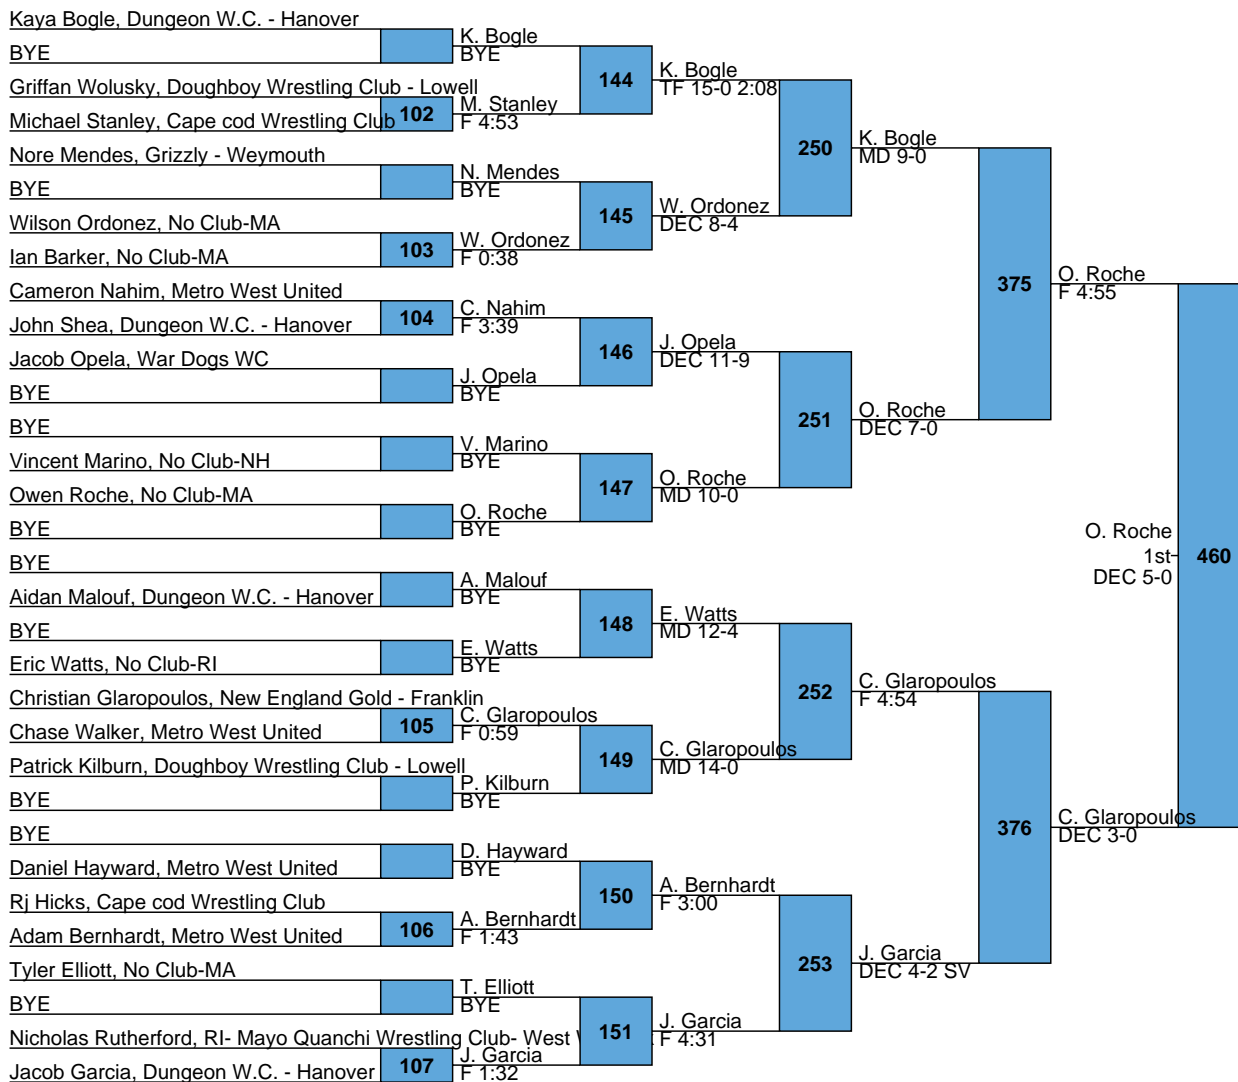 Kaya Bogle, Dungeon W.C. - Hanover
BYE
Griffan Wolusky, Doughboy Wrestling Club - Lowell
Michael Stanley, Cape cod Wrestling Club
Nore Mendes, Grizzly - Weymouth
BYE
Wilson Ordonez, No Club-MA
Ian Barker, No Club-MA
Cameron Nahim, Metro West United
John Shea, Dungeon W.C. - Hanover
Jacob Opela, War Dogs WC
BYE
BYE
Vincent Marino, No Club-NH
Owen Roche, No Club-MA
BYE
BYE
Aidan Malouf, Dungeon W.C. - Hanover
BYE
Eric Watts, No Club-RI
Christian Glaropoulos, New England Gold - Franklin
Chase Walker, Metro West United
Patrick Kilburn, Doughboy Wrestling Club - Lowell
BYE
BYE
Daniel Hayward, Metro West United
Rj Hicks, Cape cod Wrestling Club
Adam Bernhardt, Metro West United
Tyler Elliott, No Club-MA
BYE
Nicholas Rutherford, RI- Mayo Quanchi Wrestling Club- West
Jacob Garcia, Dungeon W.C. - Hanover
102
103
104
105
106
107
K. Bogle
BYE
M. Stanley
F 4:53
N. Mendes
BYE
W. Ordonez
F 0:38
C. Nahim
F 3:39
J. Opela
BYE
V. Marino
BYE
O. Roche
BYE
A. Malouf
BYE
E. Watts
BYE
C. Glaropoulos
F 0:59
P. Kilburn
BYE
D. Hayward
BYE
A. Bernhardt
F 1:43
T. Elliott
BYE
J. Garcia
F 1:32
144
145
146
147
148
149
150
151
K. Bogle
TF 15-0 2:08
W. Ordonez
DEC 8-4
J. Opela
DEC 11-9
O. Roche
MD 10-0
E. Watts
MD 12-4
C. Glaropoulos
MD 14-0
A. Bernhardt
F 3:00
J. Garcia
F 4:31
250
251
252
253
K. Bogle
MD 9-0
O. Roche
DEC 7-0
C. Glaropoulos
F 4:54
J. Garcia
DEC 4-2 SV
375
376
O. Roche
F 4:55
C. Glaropoulos
DEC 3-0
460
O. Roche
1st
DEC 5-0